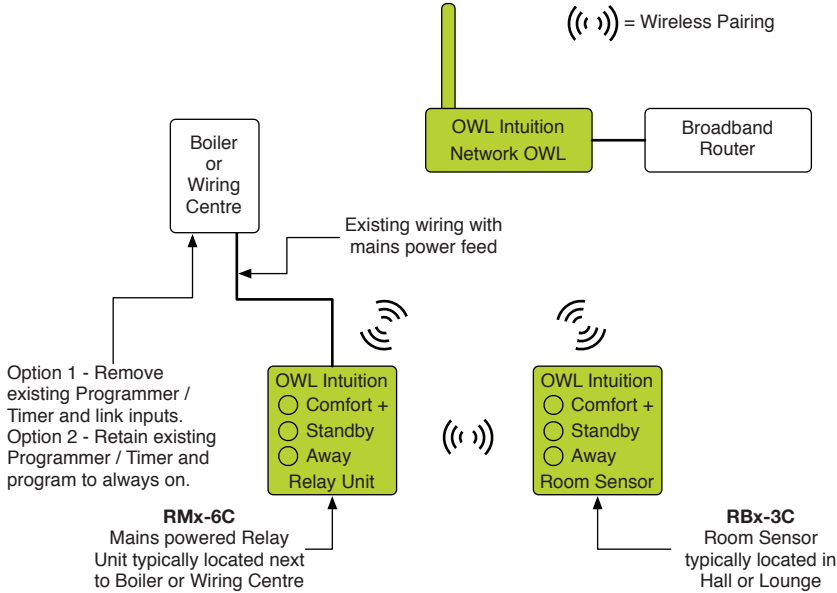 = Wireless Pairing
OWL Intuition
Network OWL
Broadband
Router
Boiler
or
Wiring
Centre
Existing wiring with
mains power feed
Option 1 - Remove
existing Programmer /
Timer and link inputs.
Option 2 - Retain existing
Programmer / Timer and
program to always on.
OWL Intuition
Comfort +
Standby
Away
Relay Unit
OWL Intuition
Comfort +
Standby
Away
Room Sensor
RMx-6C
Mains powered Relay
Unit typically located next
to Boiler or Wiring Centre
RBx-3C
Room Sensor
typically located in
Hall or Lounge